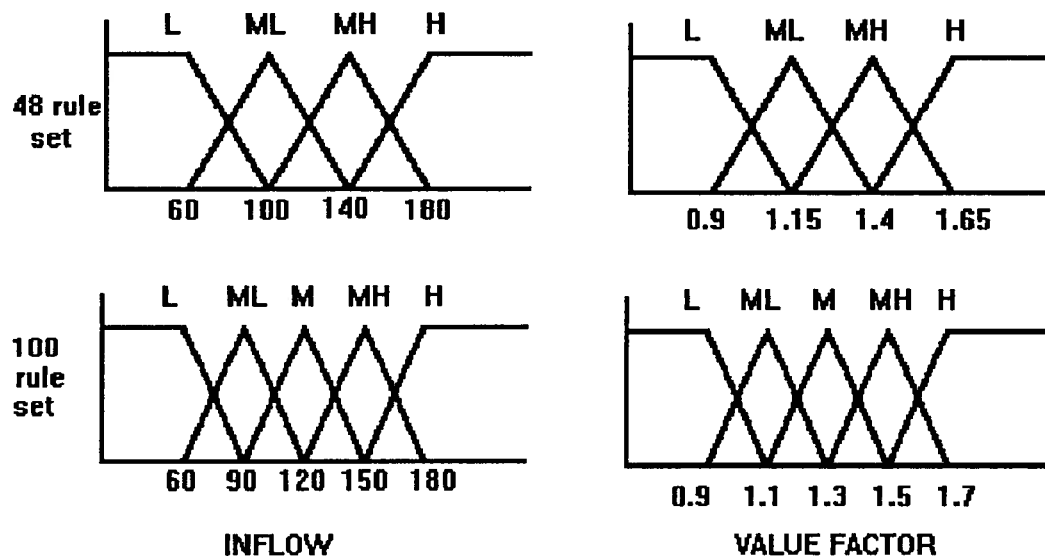 L ML MH H
L ML MH H
48 rule
set
60 100 140 180
0.9 1.15 1.4 1.65
L ML M MH H
L ML M MH H
100
rule
set
60 90 120 150 180
0.9 1.1 1.3 1.5 1.7
INFLOW
VALUE FACTOR